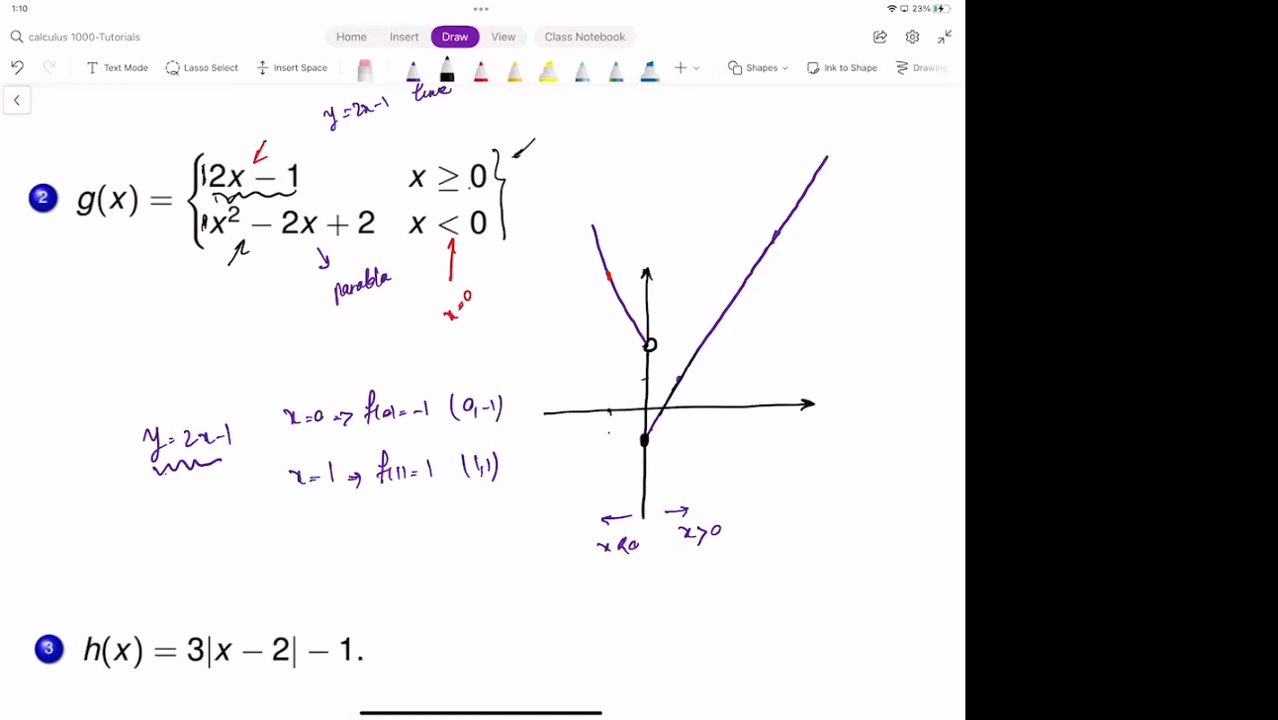 1:10
23%
calculus 1000-Tutorials
Home Insert Draw View Class Notebook
Text Mode Lasso Select Insert Space Shapes Ink to Shape Drawing
y=2x-1 line
2 g(x) = { 2x − 1 x ≥ 0
x² − 2x + 2 x < 0 }
parabla
x=0
x=0 => f(0)=-1 (0,-1)
y=2x-1
x=1 => f(1)=1 (1,1)
x<0 x>0
3 h(x) = 3|x − 2| − 1.